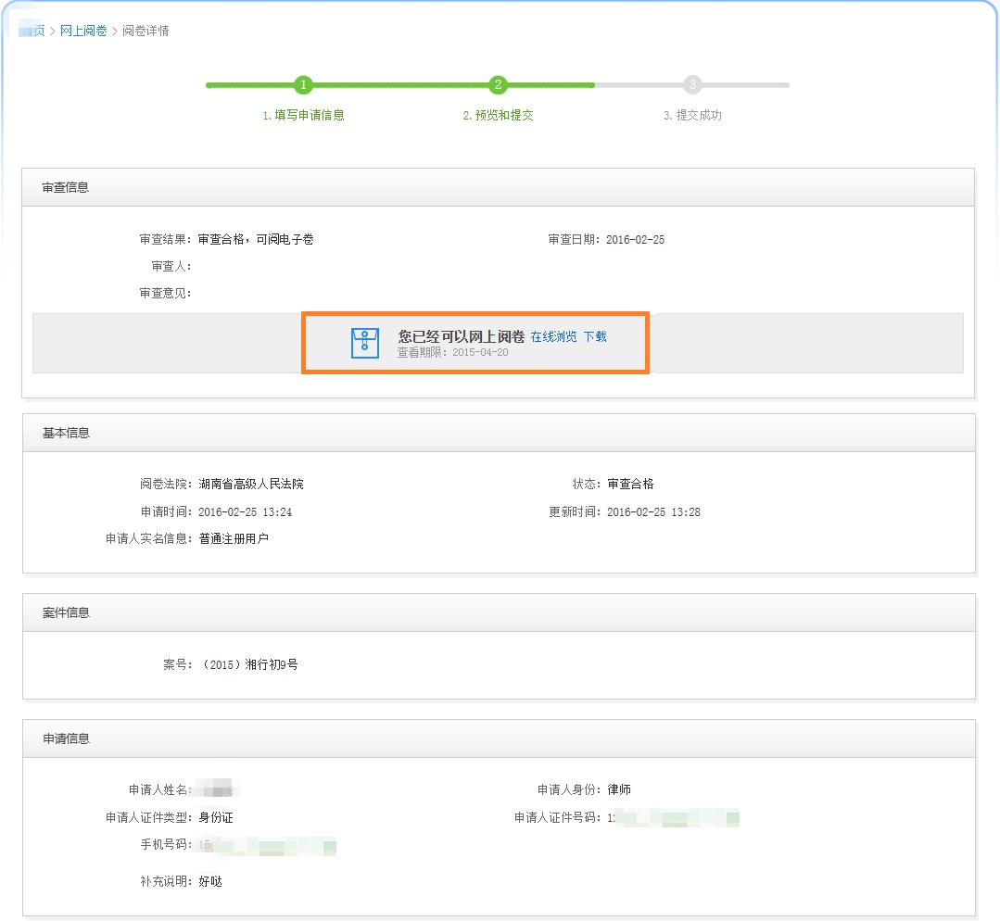 页 > 网上阅卷 > 阅卷详情
1 2 3
1. 填写申请信息 2. 预览和提交 3. 提交成功
审查信息
审查结果: 审查合格，可阅电子卷 审查日期: 2016-02-25
审查人:
审查意见:
您已经可以网上阅卷 在线浏览 下载
查看期限: 2015-04-20
基本信息
阅卷法院: 湖南省高级人民法院 状态: 审查合格
申请时间: 2016-02-25 13:24 更新时间: 2016-02-25 13:28
申请人实名信息: 普通注册用户
案件信息
案号: （2015）湘行初9号
申请信息
申请人姓名: 申请人身份: 律师
申请人证件类型: 身份证 申请人证件号码: 1
手机号码: 15
补充说明: 好哒